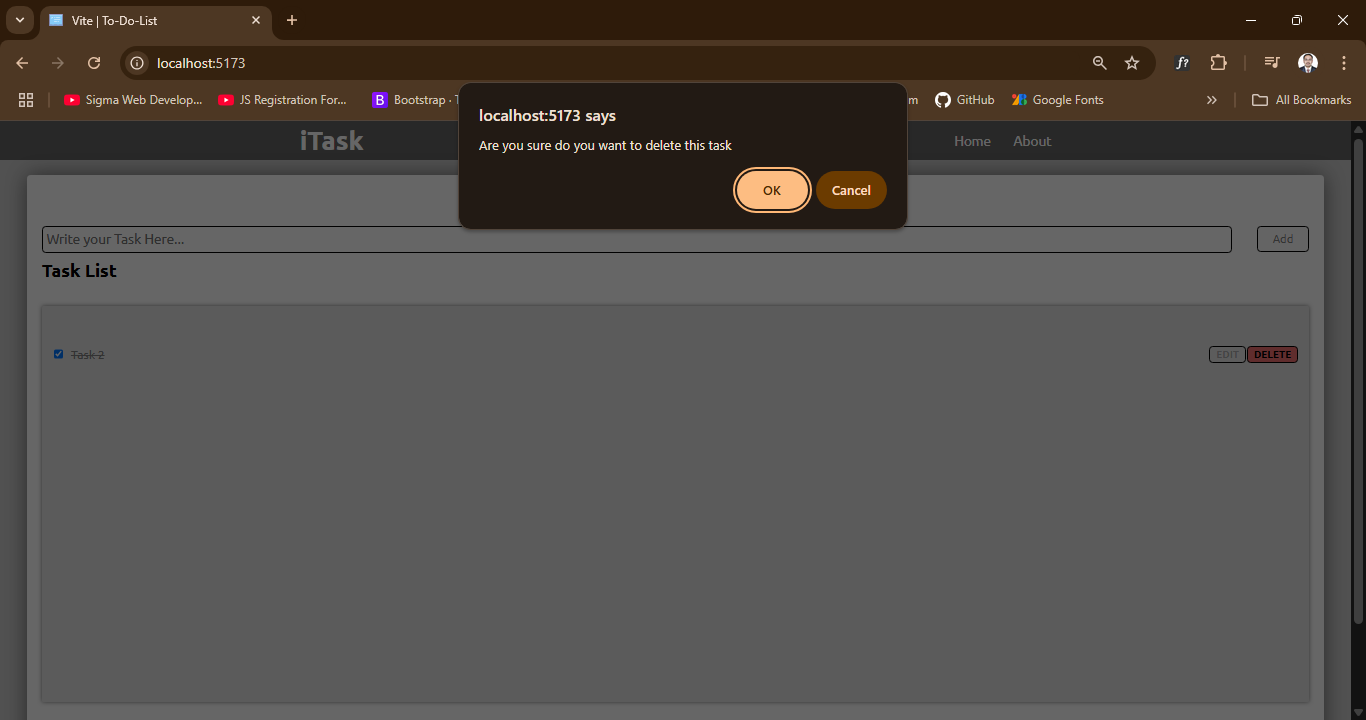 Vite | To-Do-List
localhost:5173
Sigma Web Develop...
JS Registration For...
Bootstrap
GitHub
Google Fonts
All Bookmarks
localhost:5173 says
Are you sure do you want to delete this task
OK
Cancel
iTask
Home
About
Write your Task Here...
Add
Task List
Task 2
EDIT
DELETE